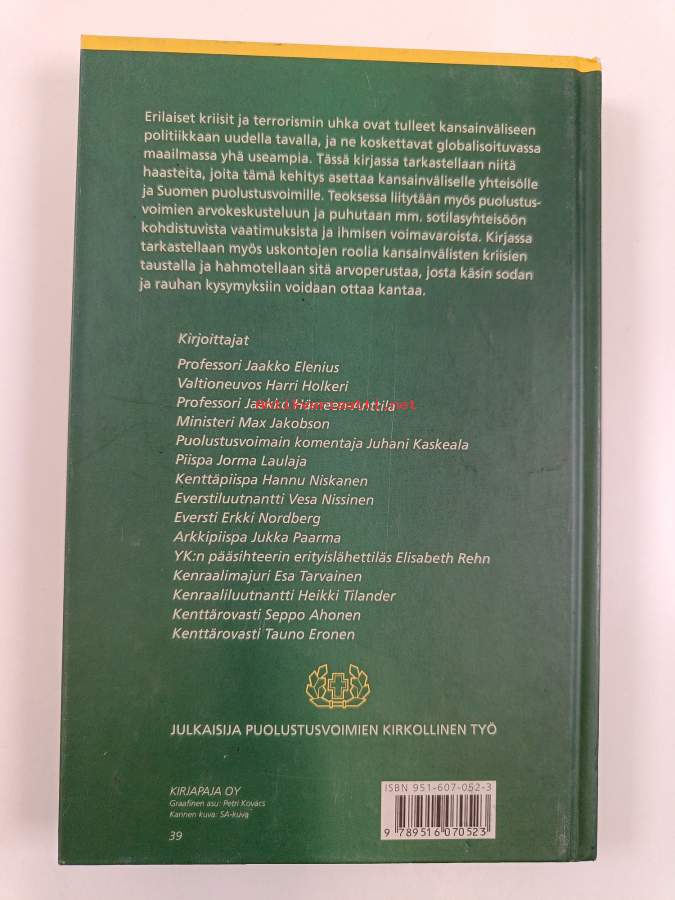 Erilaiset kriisit ja terrorismin uhka ovat tulleet kansainväliseen
politiikkaan uudella tavalla, ja ne koskettavat globalisoituvassa
maailmassa yhä useampia. Tässä kirjassa tarkastellaan niitä
haasteita, joita tämä kehitys asettaa kansainväliselle yhteisölle
ja Suomen puolustusvoimille. Teoksessa liitytään myös puolustus-
voimien arvokeskusteluun ja puhutaan mm. sotilasyhteisöön
kohdistuvista vaatimuksista ja ihmisen voimavaroista. Kirjassa
tarkastellaan myös uskontojen roolia kansainvälisten kriisien
taustalla ja hahmotellaan sitä arvoperustaa, josta käsin sodan
ja rauhan kysymyksiin voidaan ottaa kantaa.
Kirjoittajat
Professori Jaakko Elenius
Valtioneuvos Harri Holkeri
Professori Jaakko Hämeen-Anttila
Ministeri Max Jakobson
Puolustusvoimain komentaja Juhani Kaskeala
Piispa Jorma Laulaja
Kenttäpiispa Hannu Niskanen
Everstiluutnantti Vesa Nissinen
Eversti Erkki Nordberg
Arkkipiispa Jukka Paarma
YK:n pääsihteerin erityislähettiläs Elisabeth Rehn
Kenraalimajuri Esa Tarvainen
Kenraaliluutnantti Heikki Tilander
Kenttärovasti Seppo Ahonen
Kenttärovasti Tauno Eronen
JULKAISIJA PUOLUSTUSVOIMIEN KIRKOLLINEN TYÖ
KIRJAPAJA OY
Graafinen asu: Petri Kovács
Kannen kuva: SA-kuva
39
ISBN 951-607-052-3
9 789516 070523